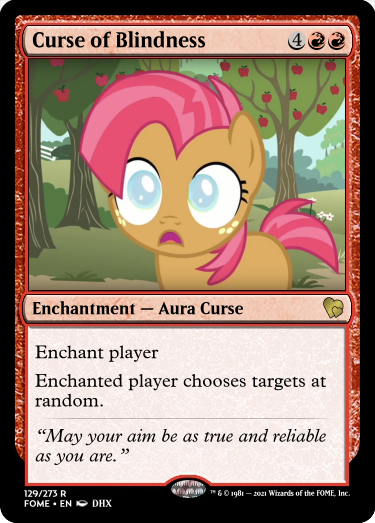 Curse of Blindness 4
Enchantment — Aura Curse
Enchant player
Enchanted player chooses targets at
random.
“May your aim be as true and reliable
as you are.”
129/273 R
FOME • EN DHX
™ & © 1981 — 2021 Wizards of the FOME, Inc.